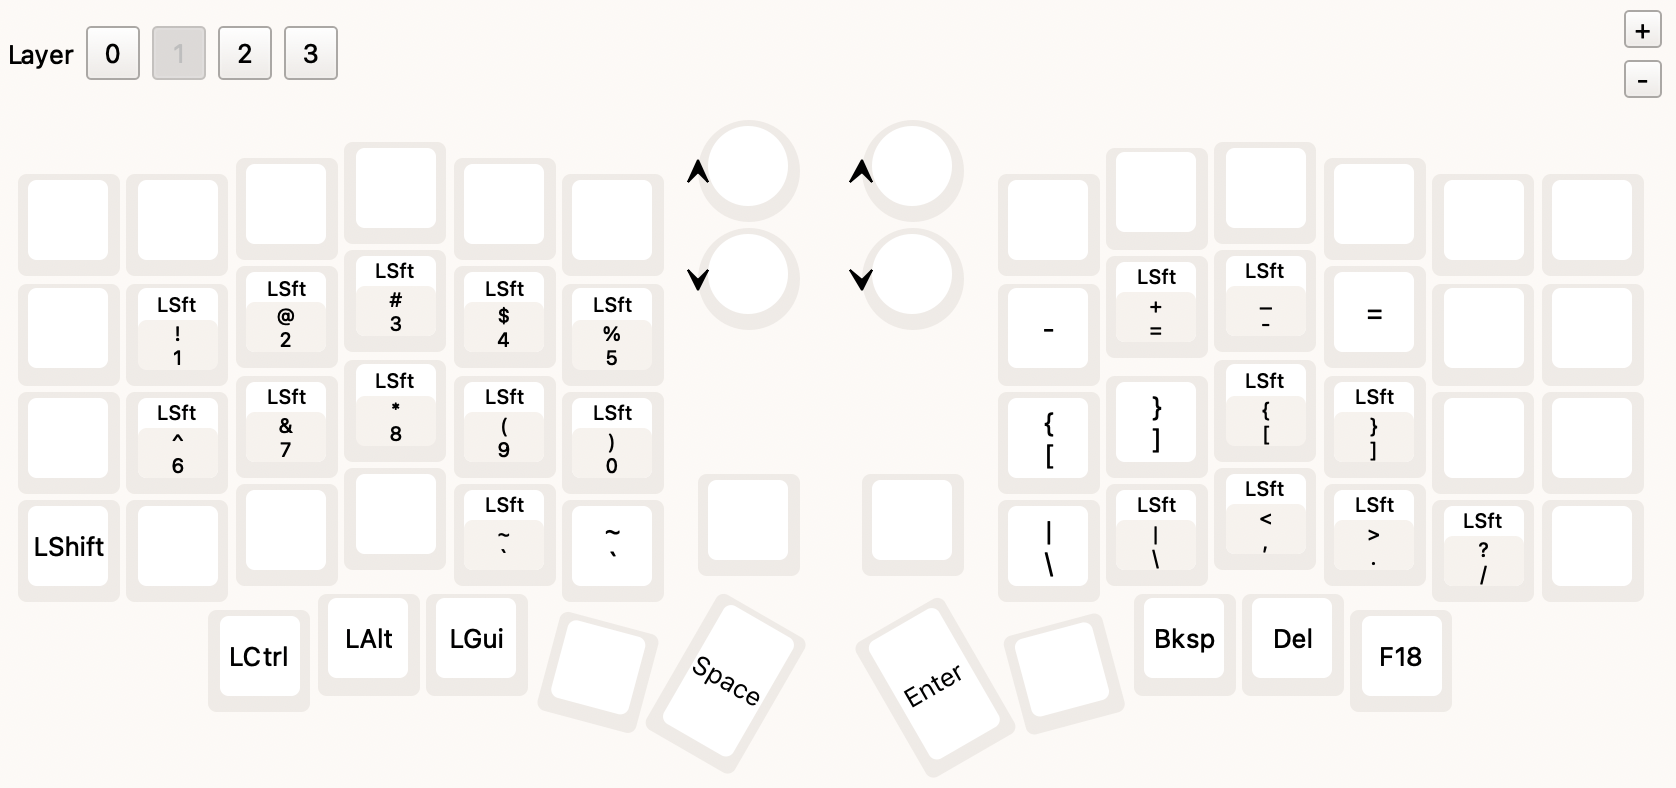 Layer 0 1 2 3
+
-
LSft
!
1
LSft
@
2
LSft
#
3
LSft
$
4
LSft
%
5
-
LSft
+
=
LSft
_
-
=
LSft
^
6
LSft
&
7
LSft
*
8
LSft
(
9
LSft
)
0
{
[
}
]
LSft
{
[
LSft
}
]
LShift
LSft
~
`
~
`
|
\
LSft
|
\
LSft
<
,
LSft
>
.
LSft
?
/
LCtrl
LAlt
LGui
Space
Enter
Bksp
Del
F18